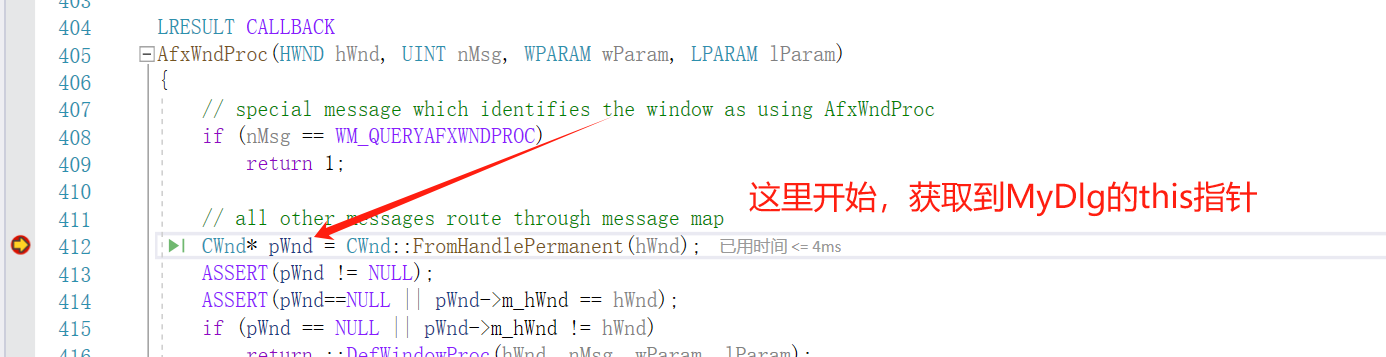 403
404 LRESULT CALLBACK
405 AfxWndProc(HWND hWnd, UINT nMsg, WPARAM wParam, LPARAM lParam)
406 {
407 // special message which identifies the window as using AfxWndProc
408 if (nMsg == WM_QUERYAFXWNDPROC)
409 return 1;
410
这里开始，获取到MyDlg的this指针
411 // all other messages route through message map
412 CWnd* pWnd = CWnd::FromHandlePermanent(hWnd); 已用时间 <= 4ms
413 ASSERT(pWnd != NULL);
414 ASSERT(pWnd==NULL || pWnd->m_hWnd == hWnd);
415 if (pWnd == NULL || pWnd->m_hWnd != hWnd)
416 return ::DefWindowProc(hWnd, nMsg, wParam, lParam);